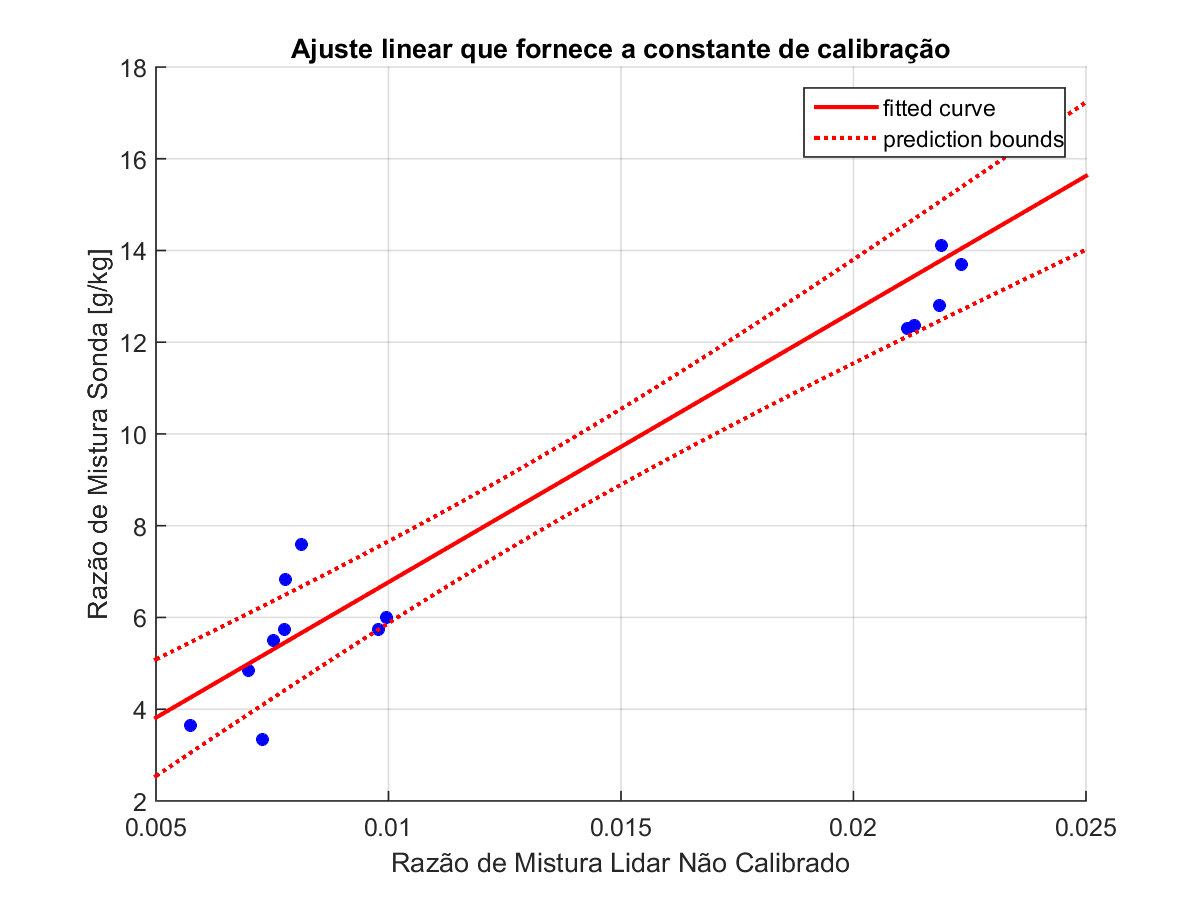 Ajuste linear que fornece a constante de calibração
fitted curve
prediction bounds
18
16
14
12
10
8
6
4
2
Razão de Mistura Sonda [g/kg]
0.005
0.01
0.015
0.02
0.025
Razão de Mistura Lidar Não Calibrado